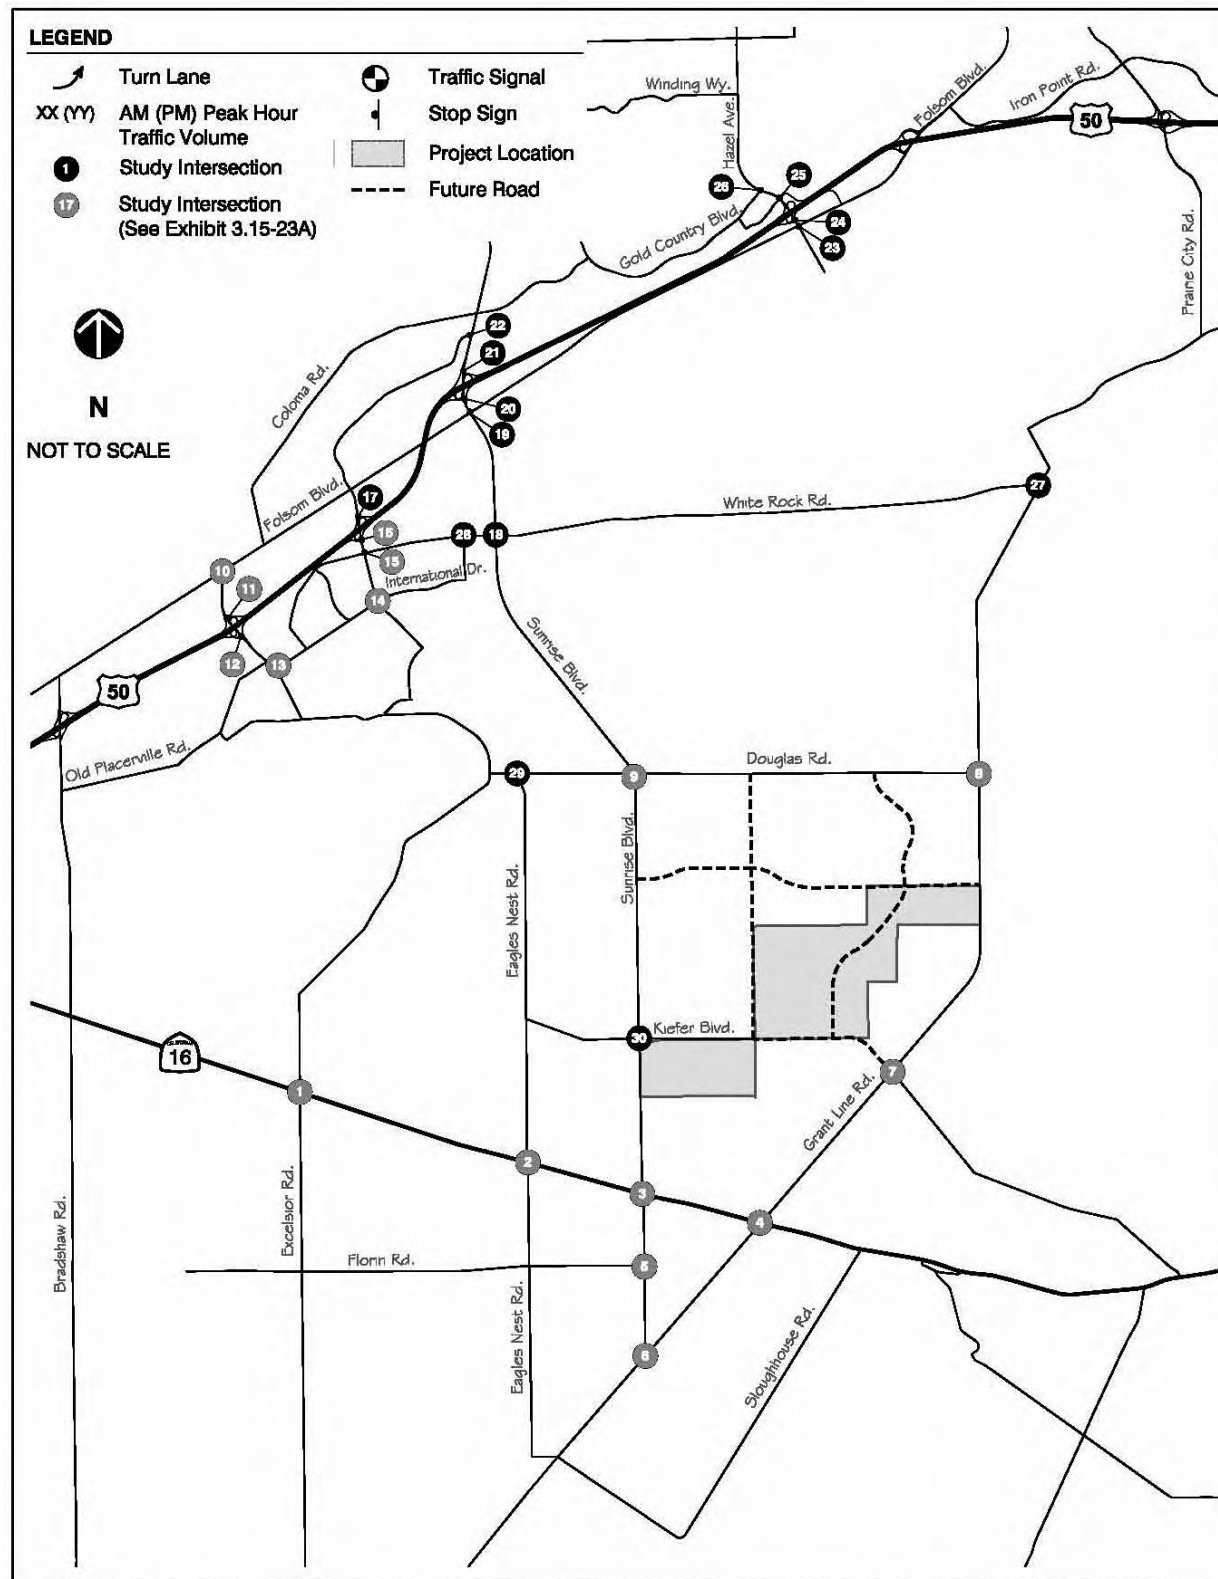 LEGEND
Turn Lane
XX (YY) AM (PM) Peak Hour
Traffic Volume
1 Study Intersection
17 Study Intersection
(See Exhibit 3.15-23A)
Traffic Signal
Stop Sign
Project Location
Future Road
N
NOT TO SCALE
Winding Wy.
Hazel Ave.
Folsom Blvd.
Iron Point Rd.
50
Prairie City Rd.
26
25
24
23
Gold Country Blvd.
22
21
20
19
Coloma Rd.
Folsom Blvd.
17
16
15
28
18
White Rock Rd.
27
International Dr.
14
10
11
12
13
50
Old Placerville Rd.
Sunrise Blvd.
29
9
Douglas Rd.
8
Eagles Nest Rd.
Sunrise Blvd.
30
Kiefer Blvd.
CALIFORNIA
16
1
7
Grant Line Rd.
2
3
4
Bradshaw Rd.
Excelsior Rd.
Florin Rd.
5
Eagles Nest Rd.
6
Sloughhouse Rd.